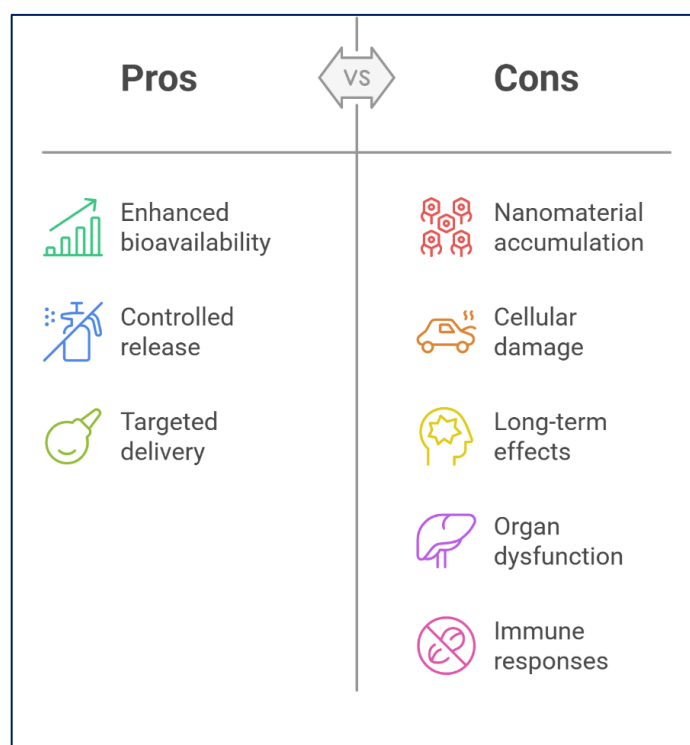 Pros
VS
Cons
Enhanced
bioavailability
Controlled
release
Targeted
delivery
Nanomaterial
accumulation
Cellular
damage
Long-term
effects
Organ
dysfunction
Immune
responses